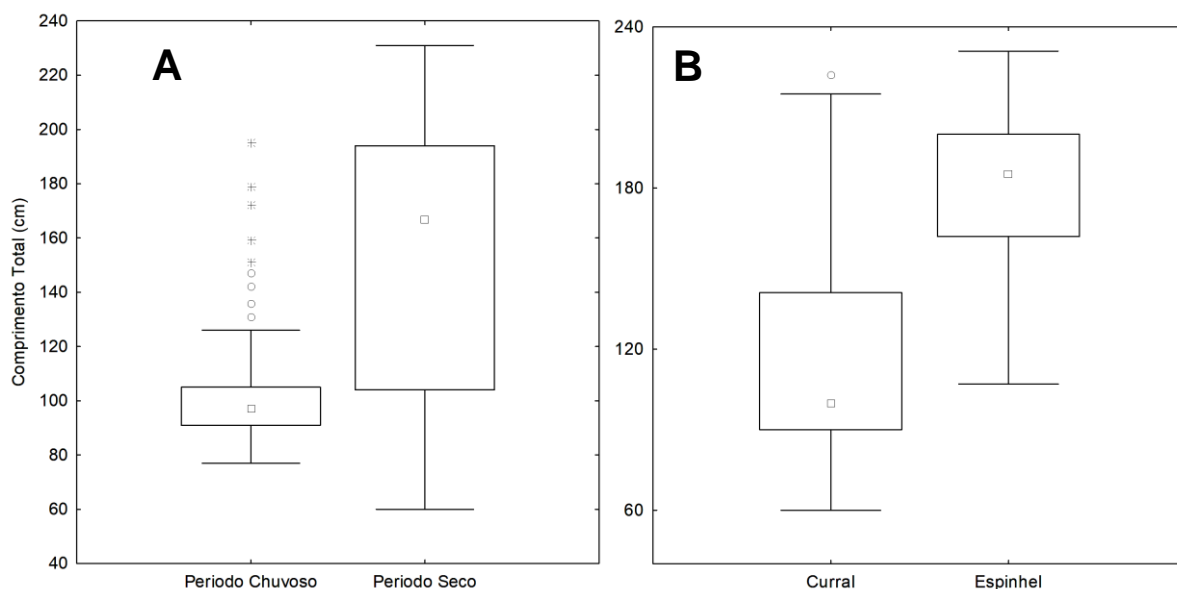 A
B
Comprimento Total (cm)
240
220
200
180
160
140
120
100
80
60
40
Periodo Chuvoso
Periodo Seco
240
180
120
60
Curral
Espinhel